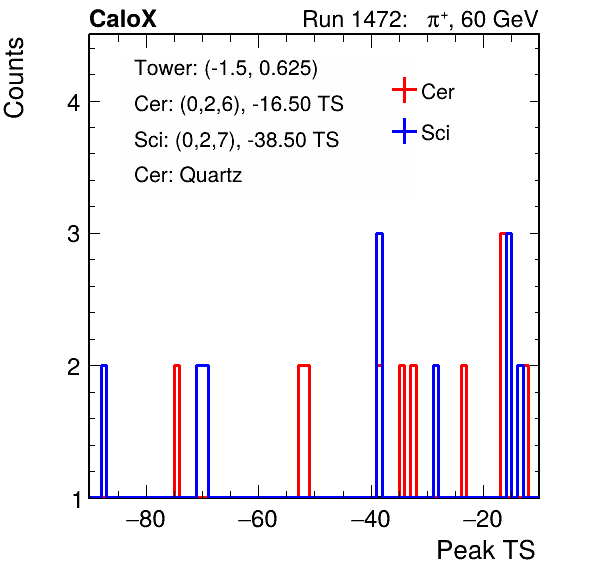 CaloX Run 1472: π⁺, 60 GeV
Counts
Tower: (-1.5, 0.625)
Cer: (0,2,6), -16.50 TS
Sci: (0,2,7), -38.50 TS
Cer: Quartz
Cer
Sci
4
3
2
1
−80 −60 −40 −20
Peak TS